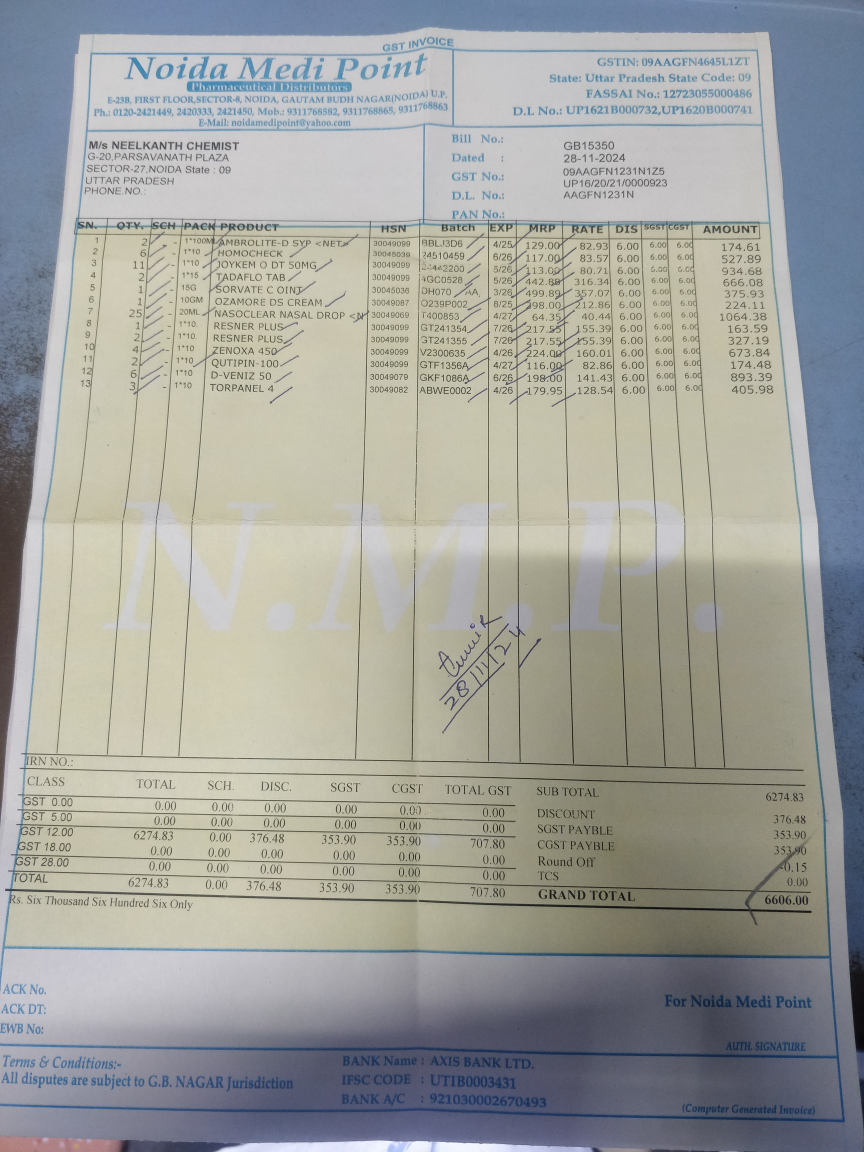 GST INVOICE
Noida Medi Point
Pharmaceutical Distributors
E-23B, FIRST FLOOR,SECTOR-8, NOIDA, GAUTAM BUDH NAGAR(NOIDA) U.P.
Ph.: 0120-2421449, 2420333, 2421450, Mob.: 9311768582, 9311768865, 9311768863
E-Mail: noidamedipoint@yahoo.com
GSTIN: 09AAGFN4645L1ZT
State: Uttar Pradesh State Code: 09
FASSAI No.: 12723055000486
D.L No.: UP1621B000732,UP1620B000741
M/s NEELKANTH CHEMIST
G-20,PARSAVANATH PLAZA
SECTOR-27,NOIDA State : 09
UTTAR PRADESH
PHONE.NO.:
Bill No.: GB15350
Dated : 28-11-2024
GST No.: 09AAGFN1231N1Z5
D.L. No.: UP16/20/21/0000923
PAN No.: AAGFN1231N
SN. QTY. SCH PACK PRODUCT HSN Batch EXP MRP RATE DIS SGST CGST AMOUNT
1 2 - 1*100M AMBROLITE-D SYP <NET> 30049099 BBLJ3D6 4/25 129.00 82.93 6.00 6.00 6.00 174.61
2 6 - 1*10 HOMOCHECK 30045039 24510459 6/26 117.00 83.57 6.00 6.00 6.00 527.89
3 11 - 1*10 JOYKEM O DT 50MG 30049099 5/26 113.00 80.71 6.00 6.00 6.00 934.68
4 2 - 1*15 TADAFLO TAB 30049099 4GC0528 5/26 442.88 316.34 6.00 6.00 6.00 666.08
5 1 - 15G SORVATE C OINT 30045036 DH070 AA 3/26 499.89 357.07 6.00 6.00 6.00 375.93
6 1 - 10GM OZAMORE DS CREAM 30049087 O239P002 8/25 298.00 212.86 6.00 6.00 6.00 224.11
7 25 - 20ML NASOCLEAR NASAL DROP <N 30049069 T400853 4/27 64.35 40.44 6.00 6.00 6.00 1064.38
8 1 - 1*10 RESNER PLUS 30049099 GT241354 7/26 217.55 155.39 6.00 6.00 6.00 163.59
9 2 - 1*10 RESNER PLUS 30049099 GT241355 7/26 217.55 155.39 6.00 6.00 6.00 327.19
10 4 - 1*10 ZENOXA 450 30049099 V2300635 4/26 224.00 160.01 6.00 6.00 6.00 673.84
11 2 - 1*10 QUTIPIN-100 30049099 GTF1356A 4/27 116.00 82.86 6.00 6.00 6.00 174.48
12 6 - 1*10 D-VENIZ 50 30049079 GKF1086A 6/26 198.00 141.43 6.00 6.00 6.00 893.39
13 3 - 1*10 TORPANEL 4 30049082 ABWE0002 4/26 179.95 128.54 6.00 6.00 6.00 405.98
N.M.P.
28/11/24
IRN NO.:
CLASS TOTAL SCH. DISC. SGST CGST TOTAL GST
GST 0.00 0.00 0.00 0.00 0.00 0.00 0.00
GST 5.00 0.00 0.00 0.00 0.00 0.00 0.00
GST 12.00 6274.83 0.00 376.48 353.90 353.90 707.80
GST 18.00 0.00 0.00 0.00 0.00 0.00 0.00
GST 28.00 0.00 0.00 0.00 0.00 0.00 0.00
TOTAL 6274.83 0.00 376.48 353.90 353.90 707.80
SUB TOTAL 6274.83
DISCOUNT 376.48
SGST PAYBLE 353.90
CGST PAYBLE 353.90
Round Off -0.15
TCS 0.00
GRAND TOTAL 6606.00
Rs. Six Thousand Six Hundred Six Only
ACK No.
ACK DT:
EWB No:
For Noida Medi Point
AUTH. SIGNATURE
Terms & Conditions:-
All disputes are subject to G.B. NAGAR Jurisdiction
BANK Name : AXIS BANK LTD.
IFSC CODE : UTIB0003431
BANK A/C : 921030002670493
(Computer Generated Invoice)